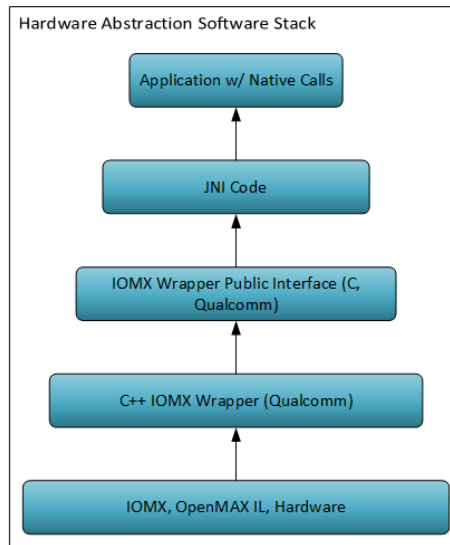 Hardware Abstraction Software Stack
Application w/ Native Calls
JNI Code
IOMX Wrapper Public Interface (C,
Qualcomm)
C++ IOMX Wrapper (Qualcomm)
IOMX, OpenMAX IL, Hardware